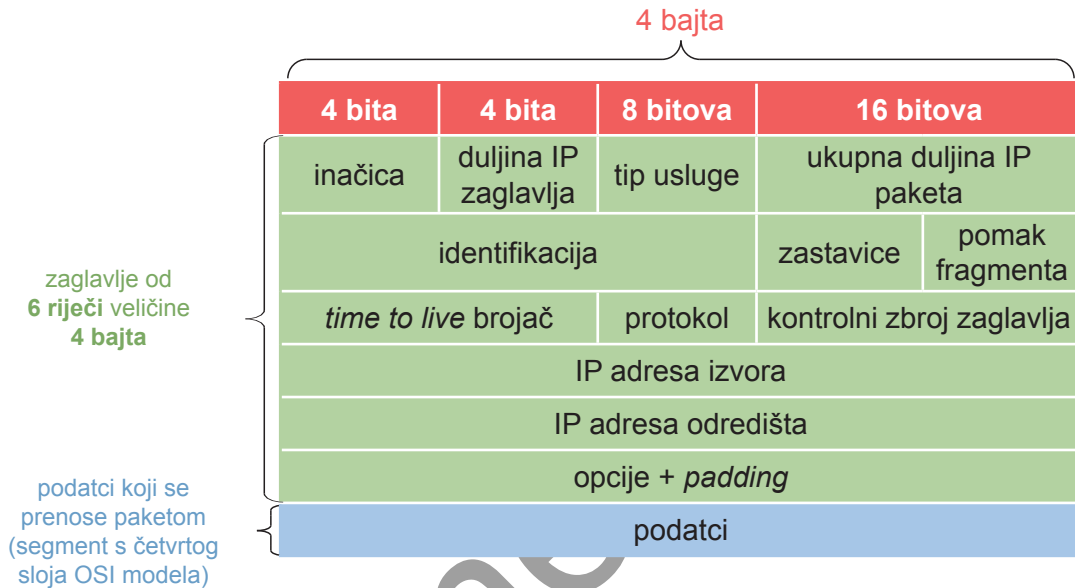 4 bajta
4 bita 4 bita 8 bitova 16 bitova
inačica
duljina IP
zaglavlja
tip usluge
ukupna duljina IP
paketa
identifikacija
zastavice
pomak
fragmenta
zaglavlje od
6 riječi veličine
4 bajta
time to live brojač
protokol
kontrolni zbroj zaglavlja
IP adresa izvora
IP adresa odredišta
opcije + padding
podatci koji se
prenose paketom
(segment s četvrtog
sloja OSI modela)
podatci